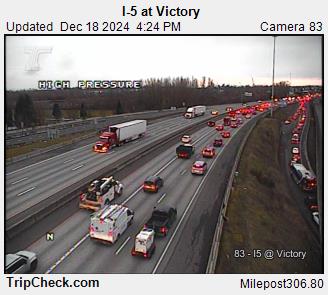 I-5 at Victory
Updated Dec 18 2024 4:24 PM Camera 83
HIGH PRESSURE
N
83 - I5 @ Victory
TripCheck.com Milepost306.80